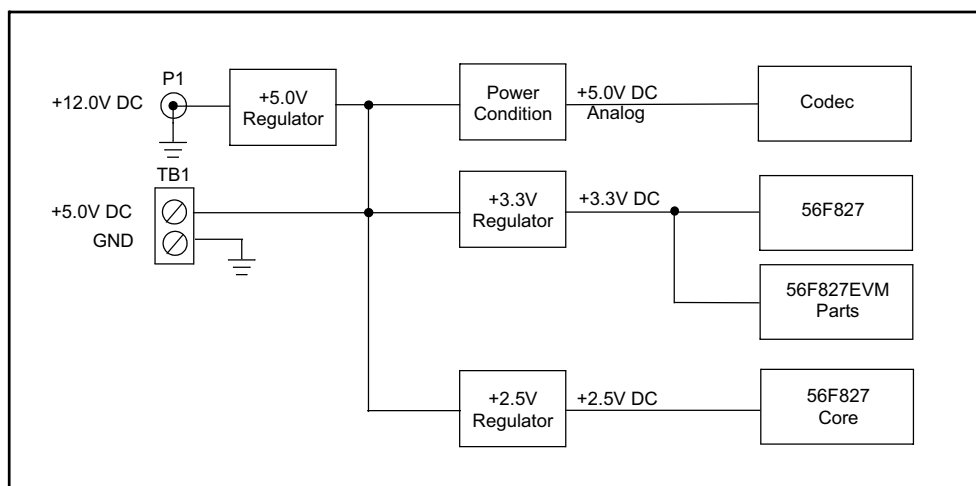 P1
+12.0V DC
+5.0V
Regulator
Power
Condition
+5.0V DC
Analog
Codec
TB1
+5.0V DC
GND
+3.3V
Regulator
+3.3V DC
56F827
56F827EVM
Parts
+2.5V
Regulator
+2.5V DC
56F827
Core